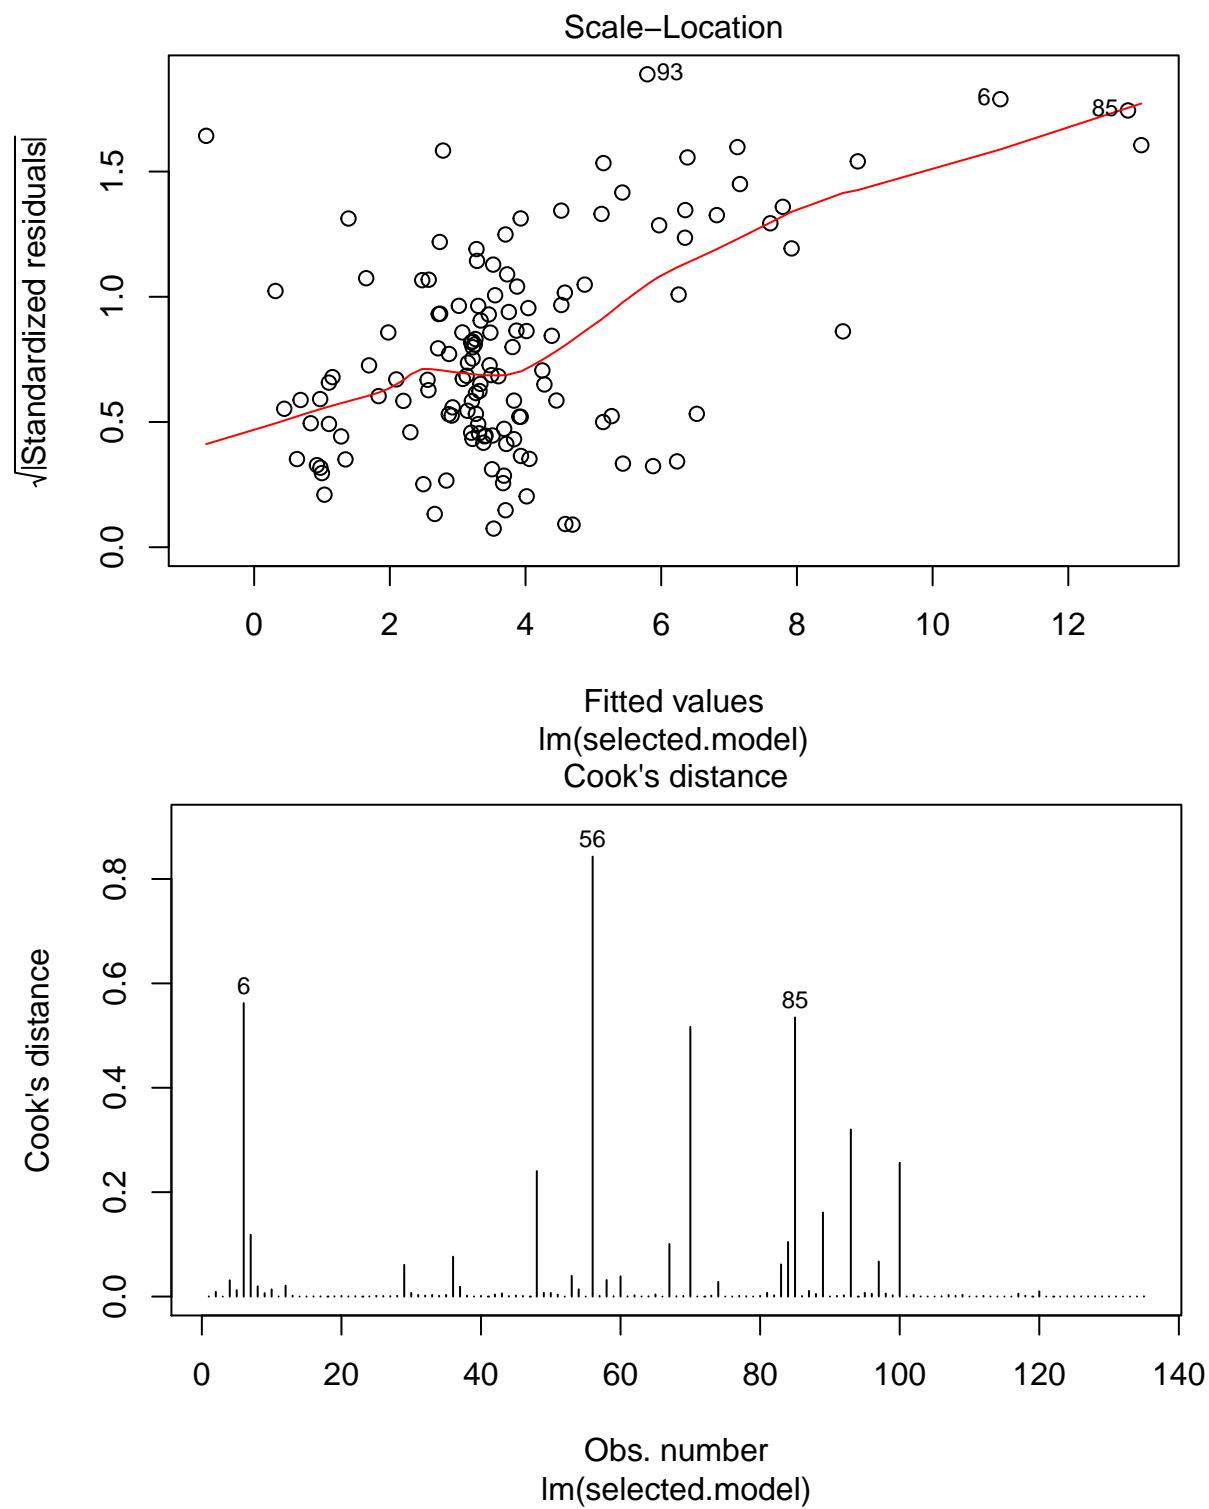 Scale−Location
√|Standardized residuals|
1.5
1.0
0.5
0.0
93
6
85
0 2 4 6 8 10 12
Fitted values
lm(selected.model)
Cook's distance
Cook's distance
0.8
0.6
0.4
0.2
0.0
56
6
85
0 20 40 60 80 100 120 140
Obs. number
lm(selected.model)